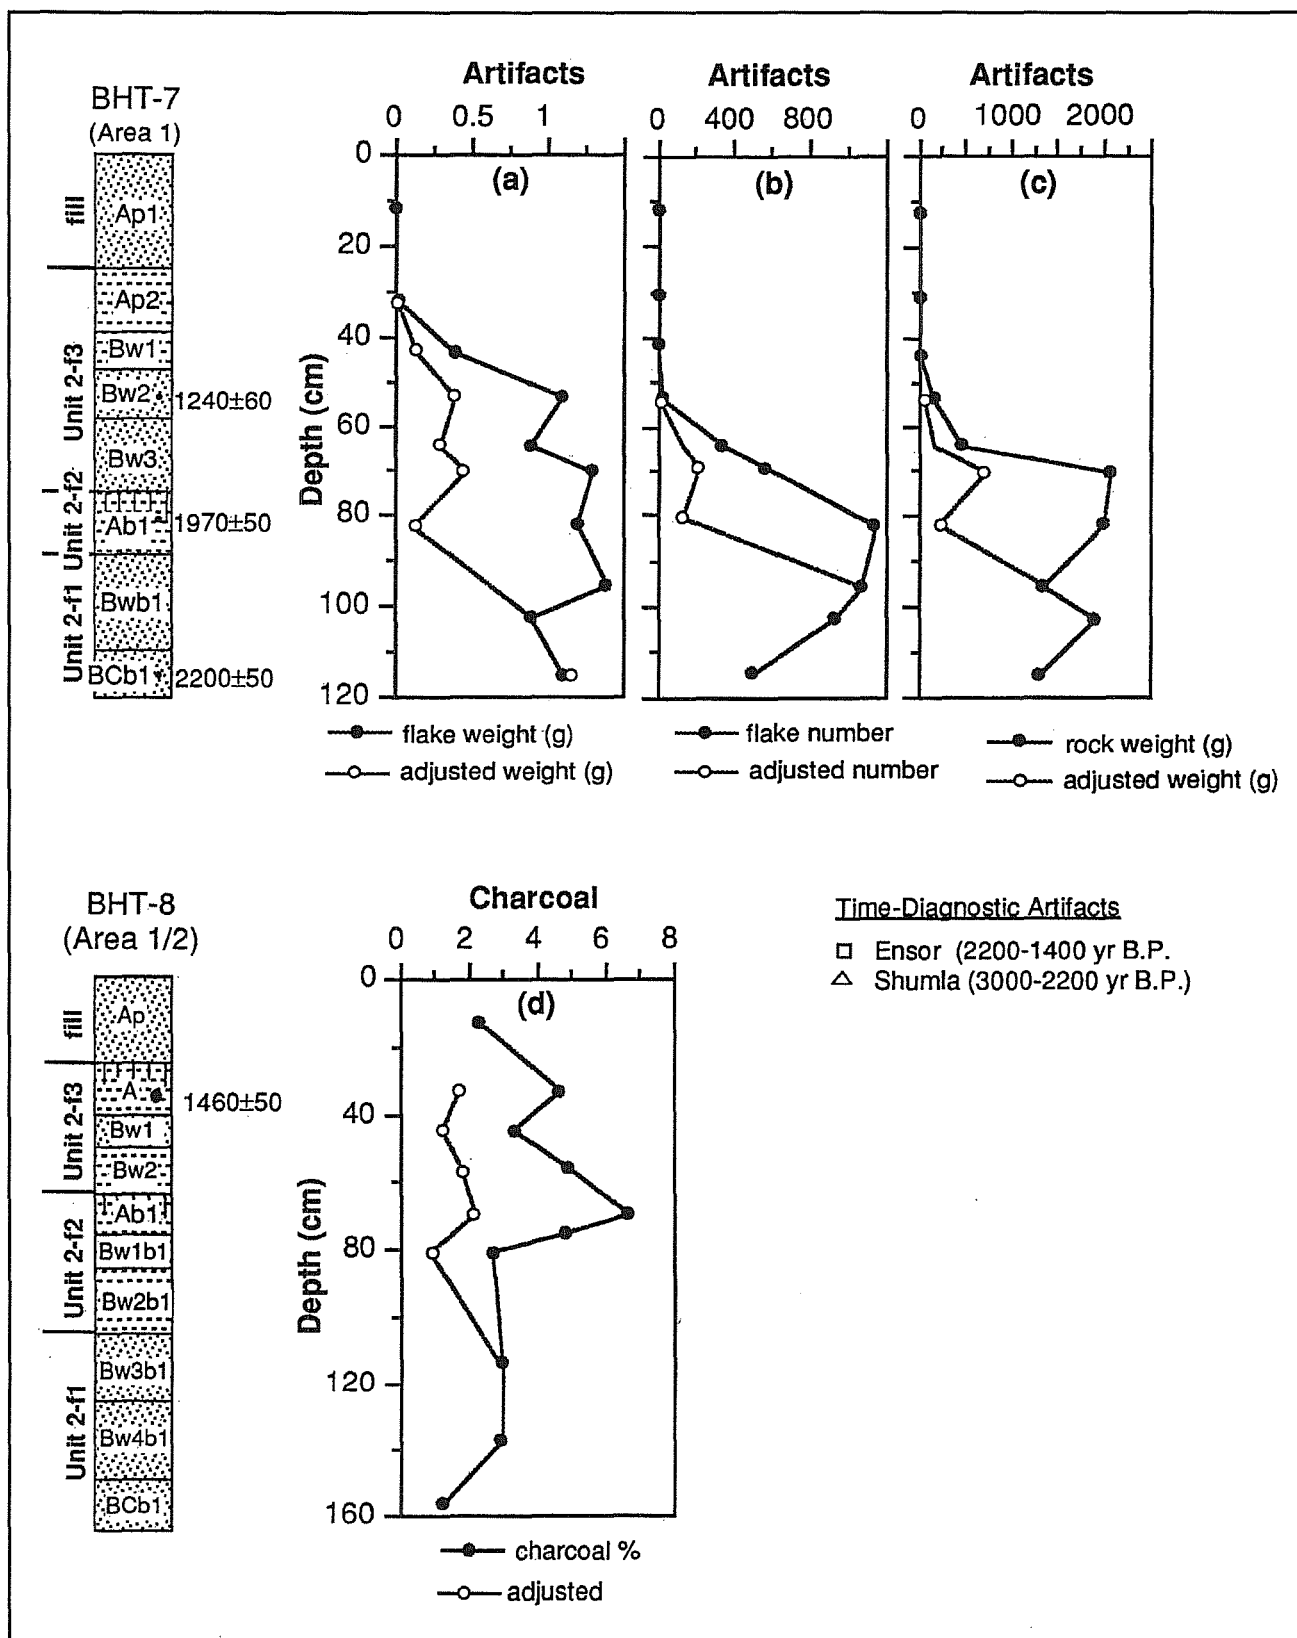 BHT-7
(Area 1)
fill
Unit 2-f3
Unit 2-f2
Unit 2-f1
Ap1
Ap2
Bw1
Bw2
Bw3
Ab1
Bwb1
BCb1
1240±60
1970±50
2200±50
Artifacts
0 0.5 1
(a)
Depth (cm)
0
20
40
60
80
100
120
flake weight (g)
adjusted weight (g)
Artifacts
0 400 800
(b)
flake number
adjusted number
Artifacts
0 1000 2000
(c)
rock weight (g)
adjusted weight (g)
BHT-8
(Area 1/2)
fill
Unit 2-f3
Unit 2-f2
Unit 2-f1
Ap
A
Bw1
Bw2
Ab1
Bw1b1
Bw2b1
Bw3b1
Bw4b1
BCb1
1460±50
Charcoal
0 2 4 6 8
(d)
Depth (cm)
0
40
80
120
160
charcoal %
adjusted
Time-Diagnostic Artifacts
Ensor (2200-1400 yr B.P.
Shumla (3000-2200 yr B.P.)